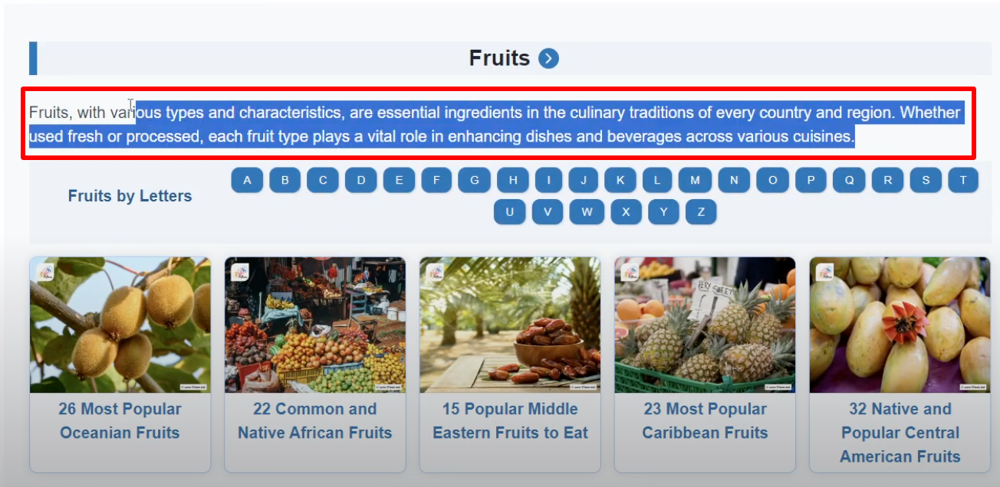 Fruits
Fruits, with various types and characteristics, are essential ingredients in the culinary traditions of every country and region. Whether
used fresh or processed, each fruit type plays a vital role in enhancing dishes and beverages across various cuisines.
Fruits by Letters
A B C D E F G H I J K L M N O P Q R S T
U V W X Y Z
VERY SWEET
26 Most Popular
Oceanian Fruits
22 Common and
Native African Fruits
15 Popular Middle
Eastern Fruits to Eat
23 Most Popular
Caribbean Fruits
32 Native and
Popular Central
American Fruits